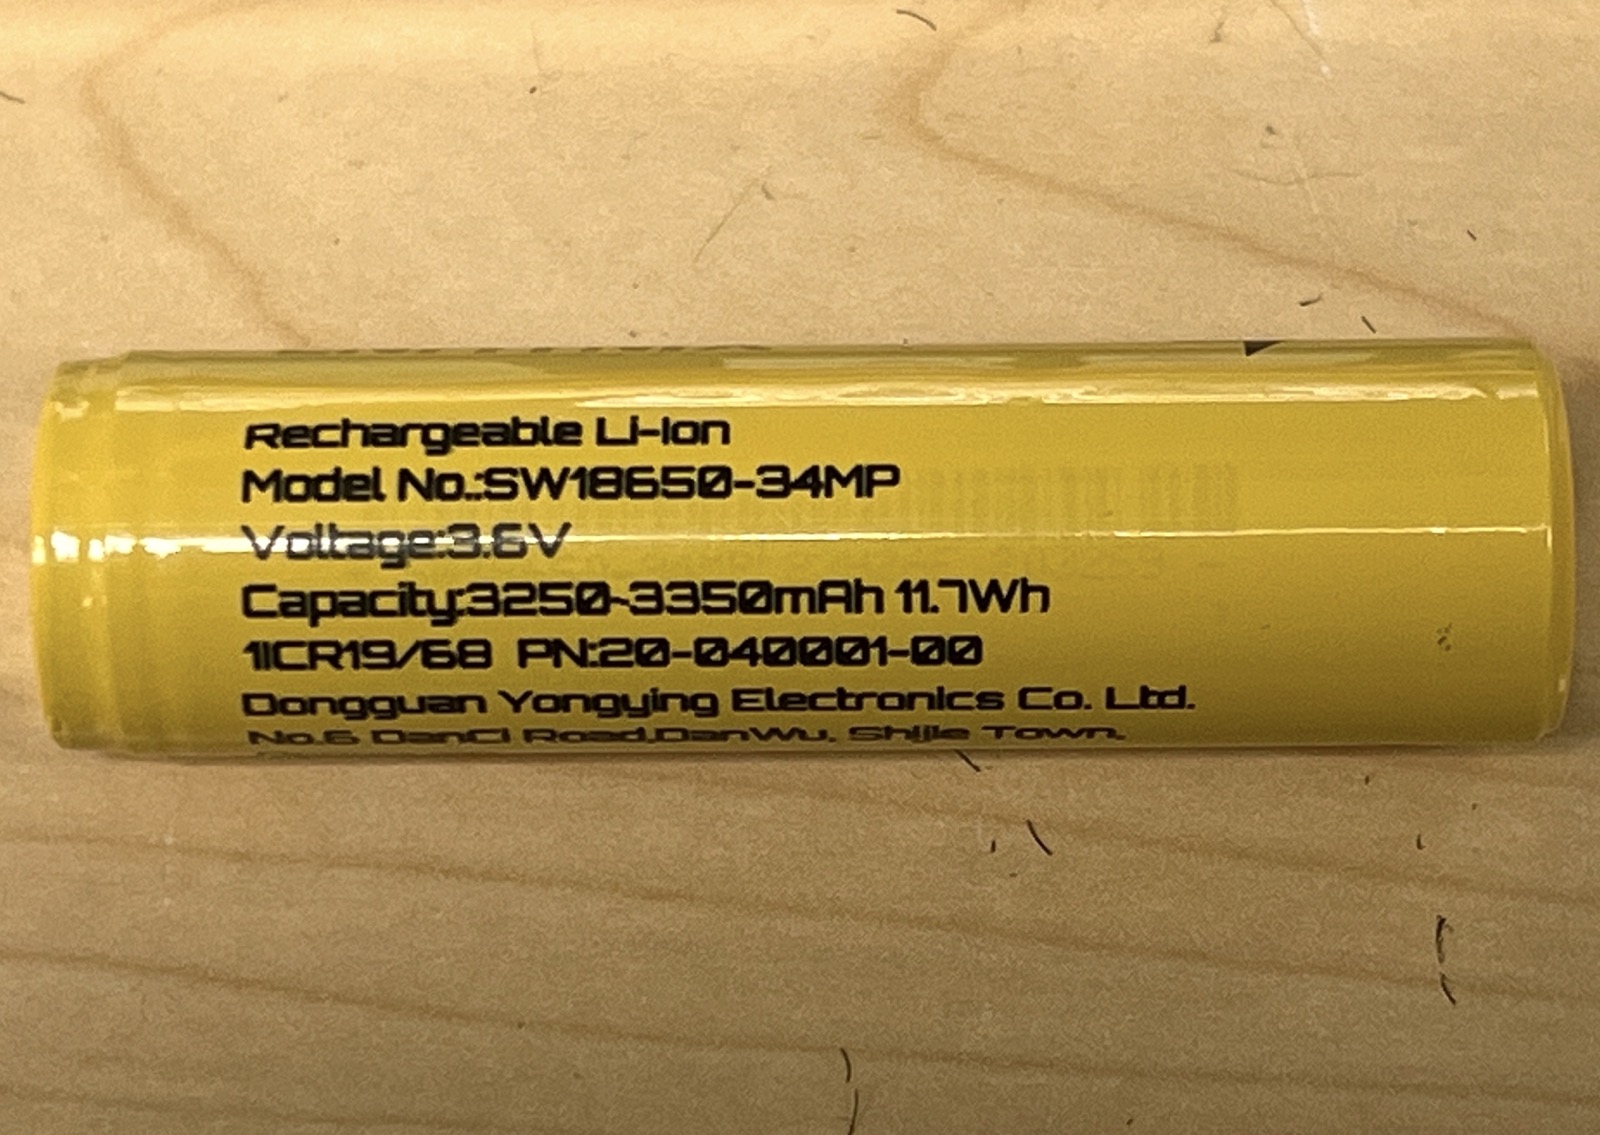 Rechargeable Li-Ion
Model No.:SW18650-34MP
Voltage:3.6V
Capacity:3250-3350mAh 11.7Wh
1ICR19/68 PN:20-040001-00
Dongguan Yongying Electronics Co. Ltd.
No.6 DanCi Road,DanWu, Shijie Town,